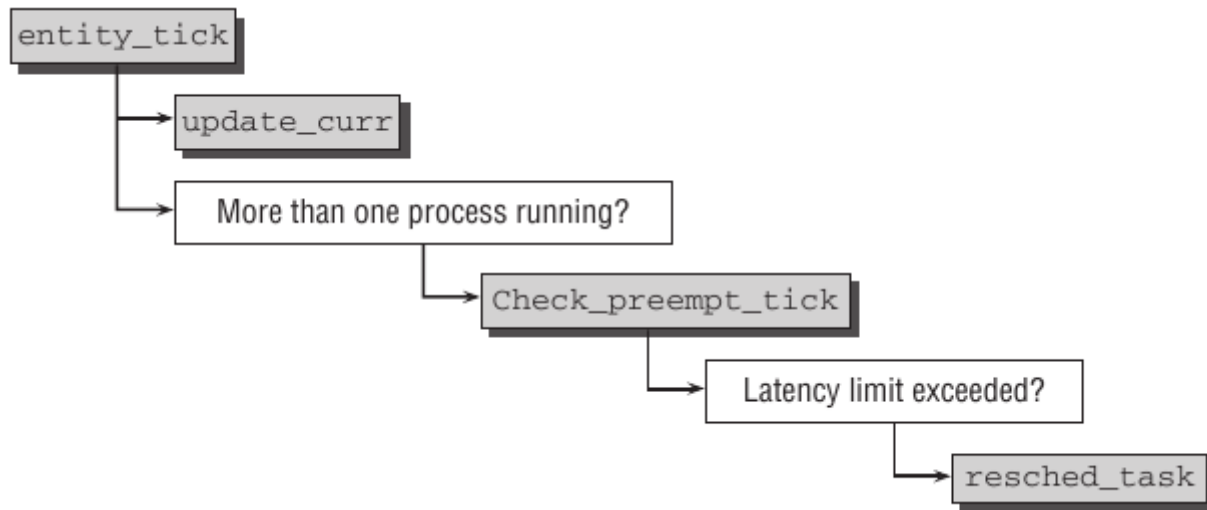 entity_tick
update_curr
More than one process running?
Check_preempt_tick
Latency limit exceeded?
resched_task